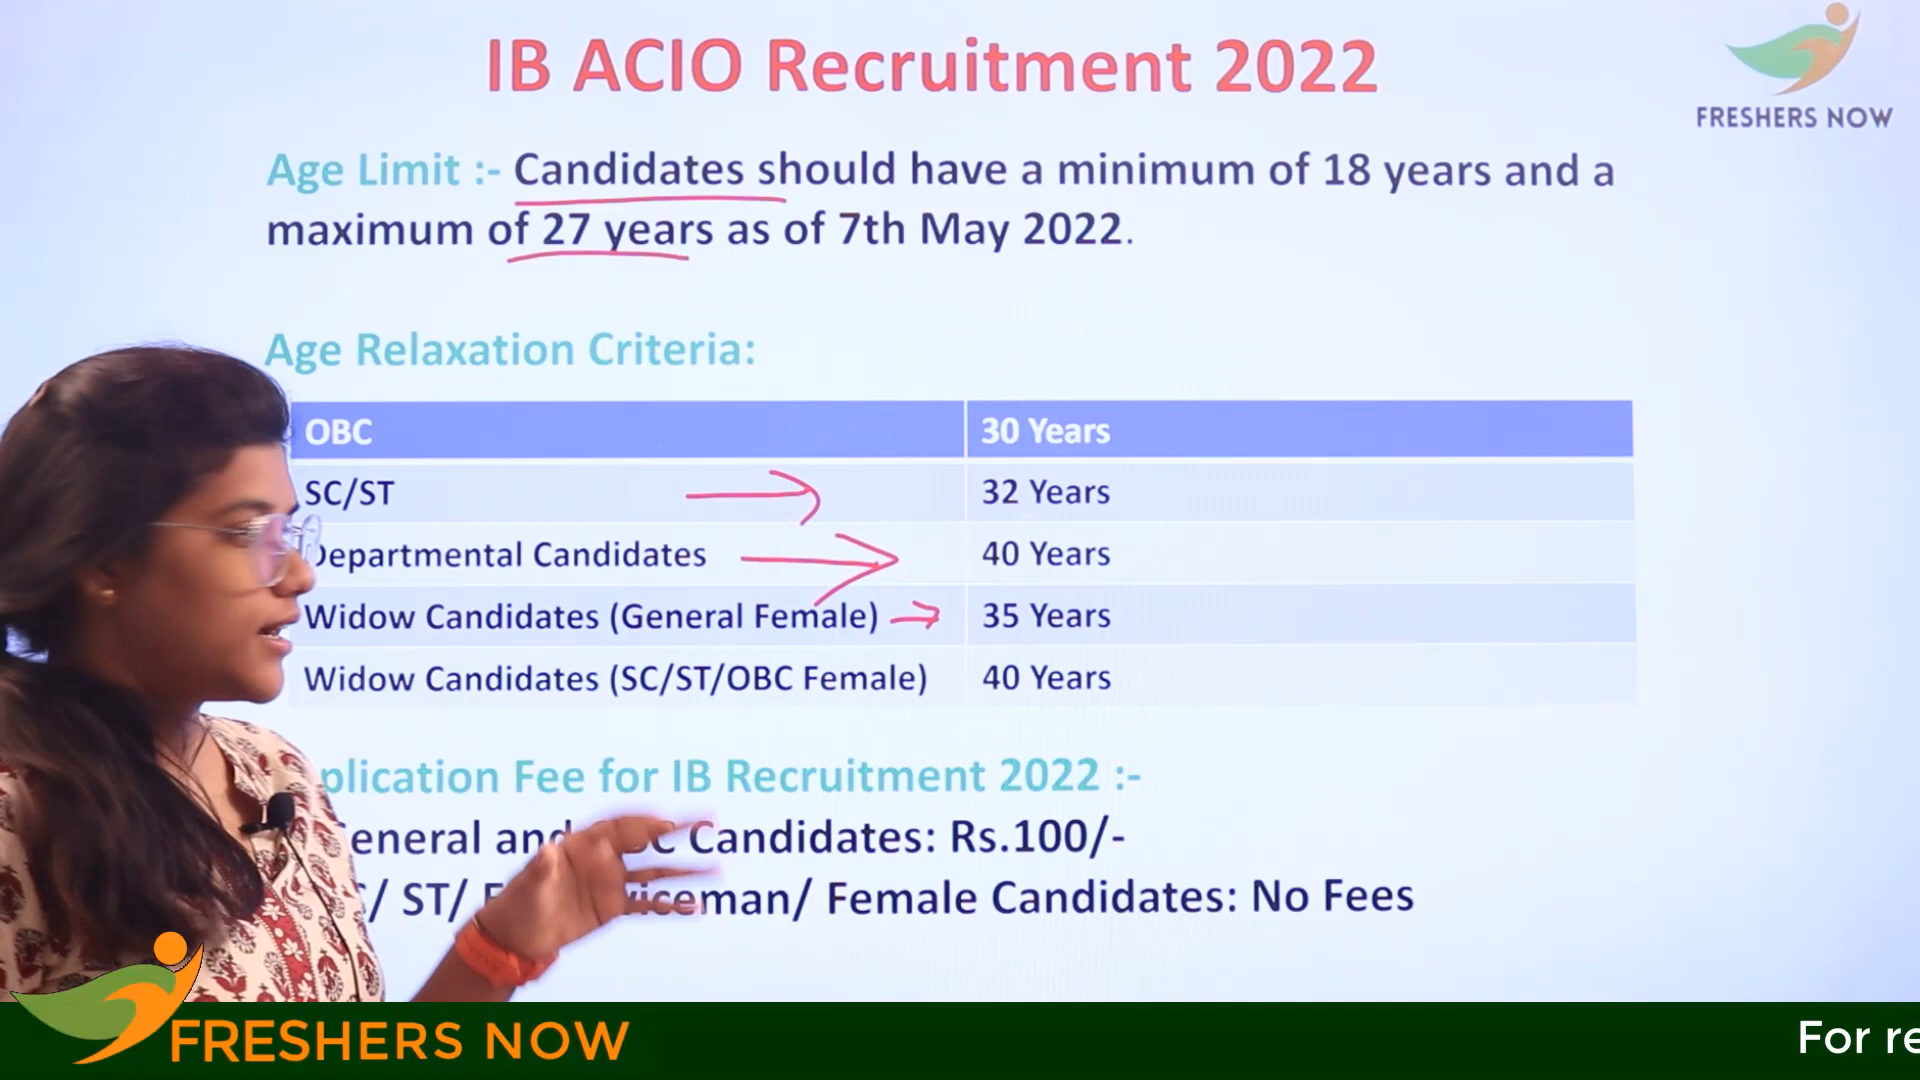 IB ACIO Recruitment 2022
FRESHERS NOW
Age Limit :- Candidates should have a minimum of 18 years and a
maximum of 27 years as of 7th May 2022.
Age Relaxation Criteria:
OBC 30 Years
SC/ST 32 Years
Departmental Candidates 40 Years
Widow Candidates (General Female) 35 Years
Widow Candidates (SC/ST/OBC Female) 40 Years
Fee for IB Recruitment 2022 :-
Candidates: Rs.100/-
/ ST/ Female Candidates: No Fees
FRESHERS NOW
For